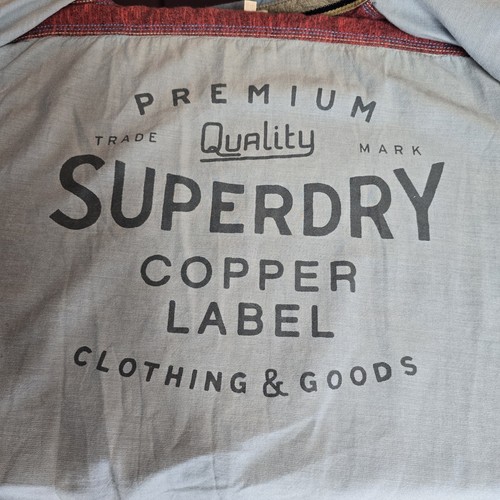 PREMIUM
TRADE Quality MARK
SUPERDRY
COPPER
LABEL
CLOTHING & GOODS